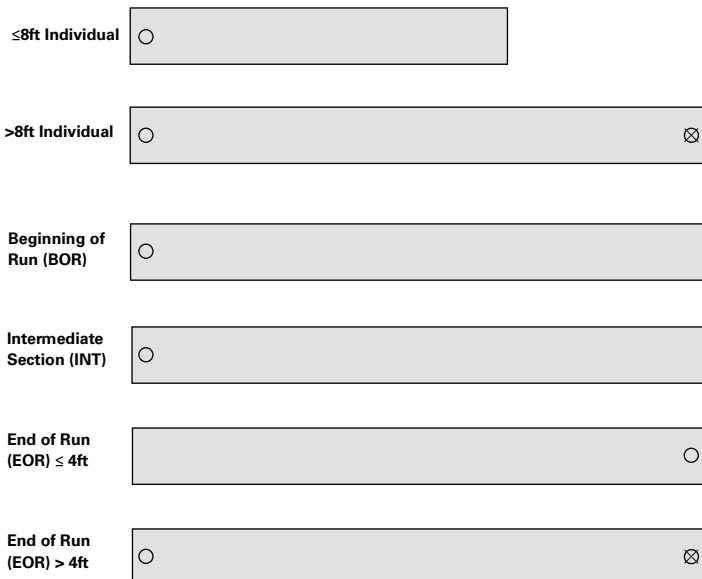 ≤8ft Individual
>8ft Individual
Beginning of
Run (BOR)
Intermediate
Section (INT)
End of Run
(EOR) ≤ 4ft
End of Run
(EOR) > 4ft